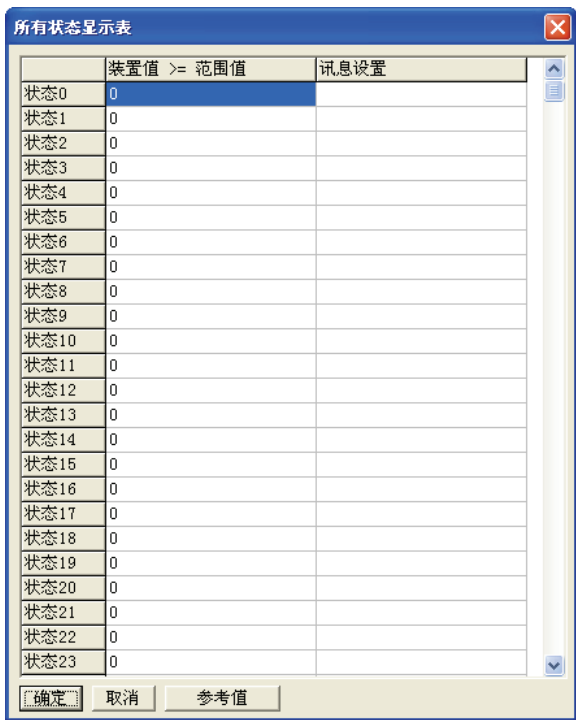 所有状态显示表
装置值 >= 范围值 讯息设置
状态0 0
状态1 0
状态2 0
状态3 0
状态4 0
状态5 0
状态6 0
状态7 0
状态8 0
状态9 0
状态10 0
状态11 0
状态12 0
状态13 0
状态14 0
状态15 0
状态16 0
状态17 0
状态18 0
状态19 0
状态20 0
状态21 0
状态22 0
状态23 0
确定 取消 参考值